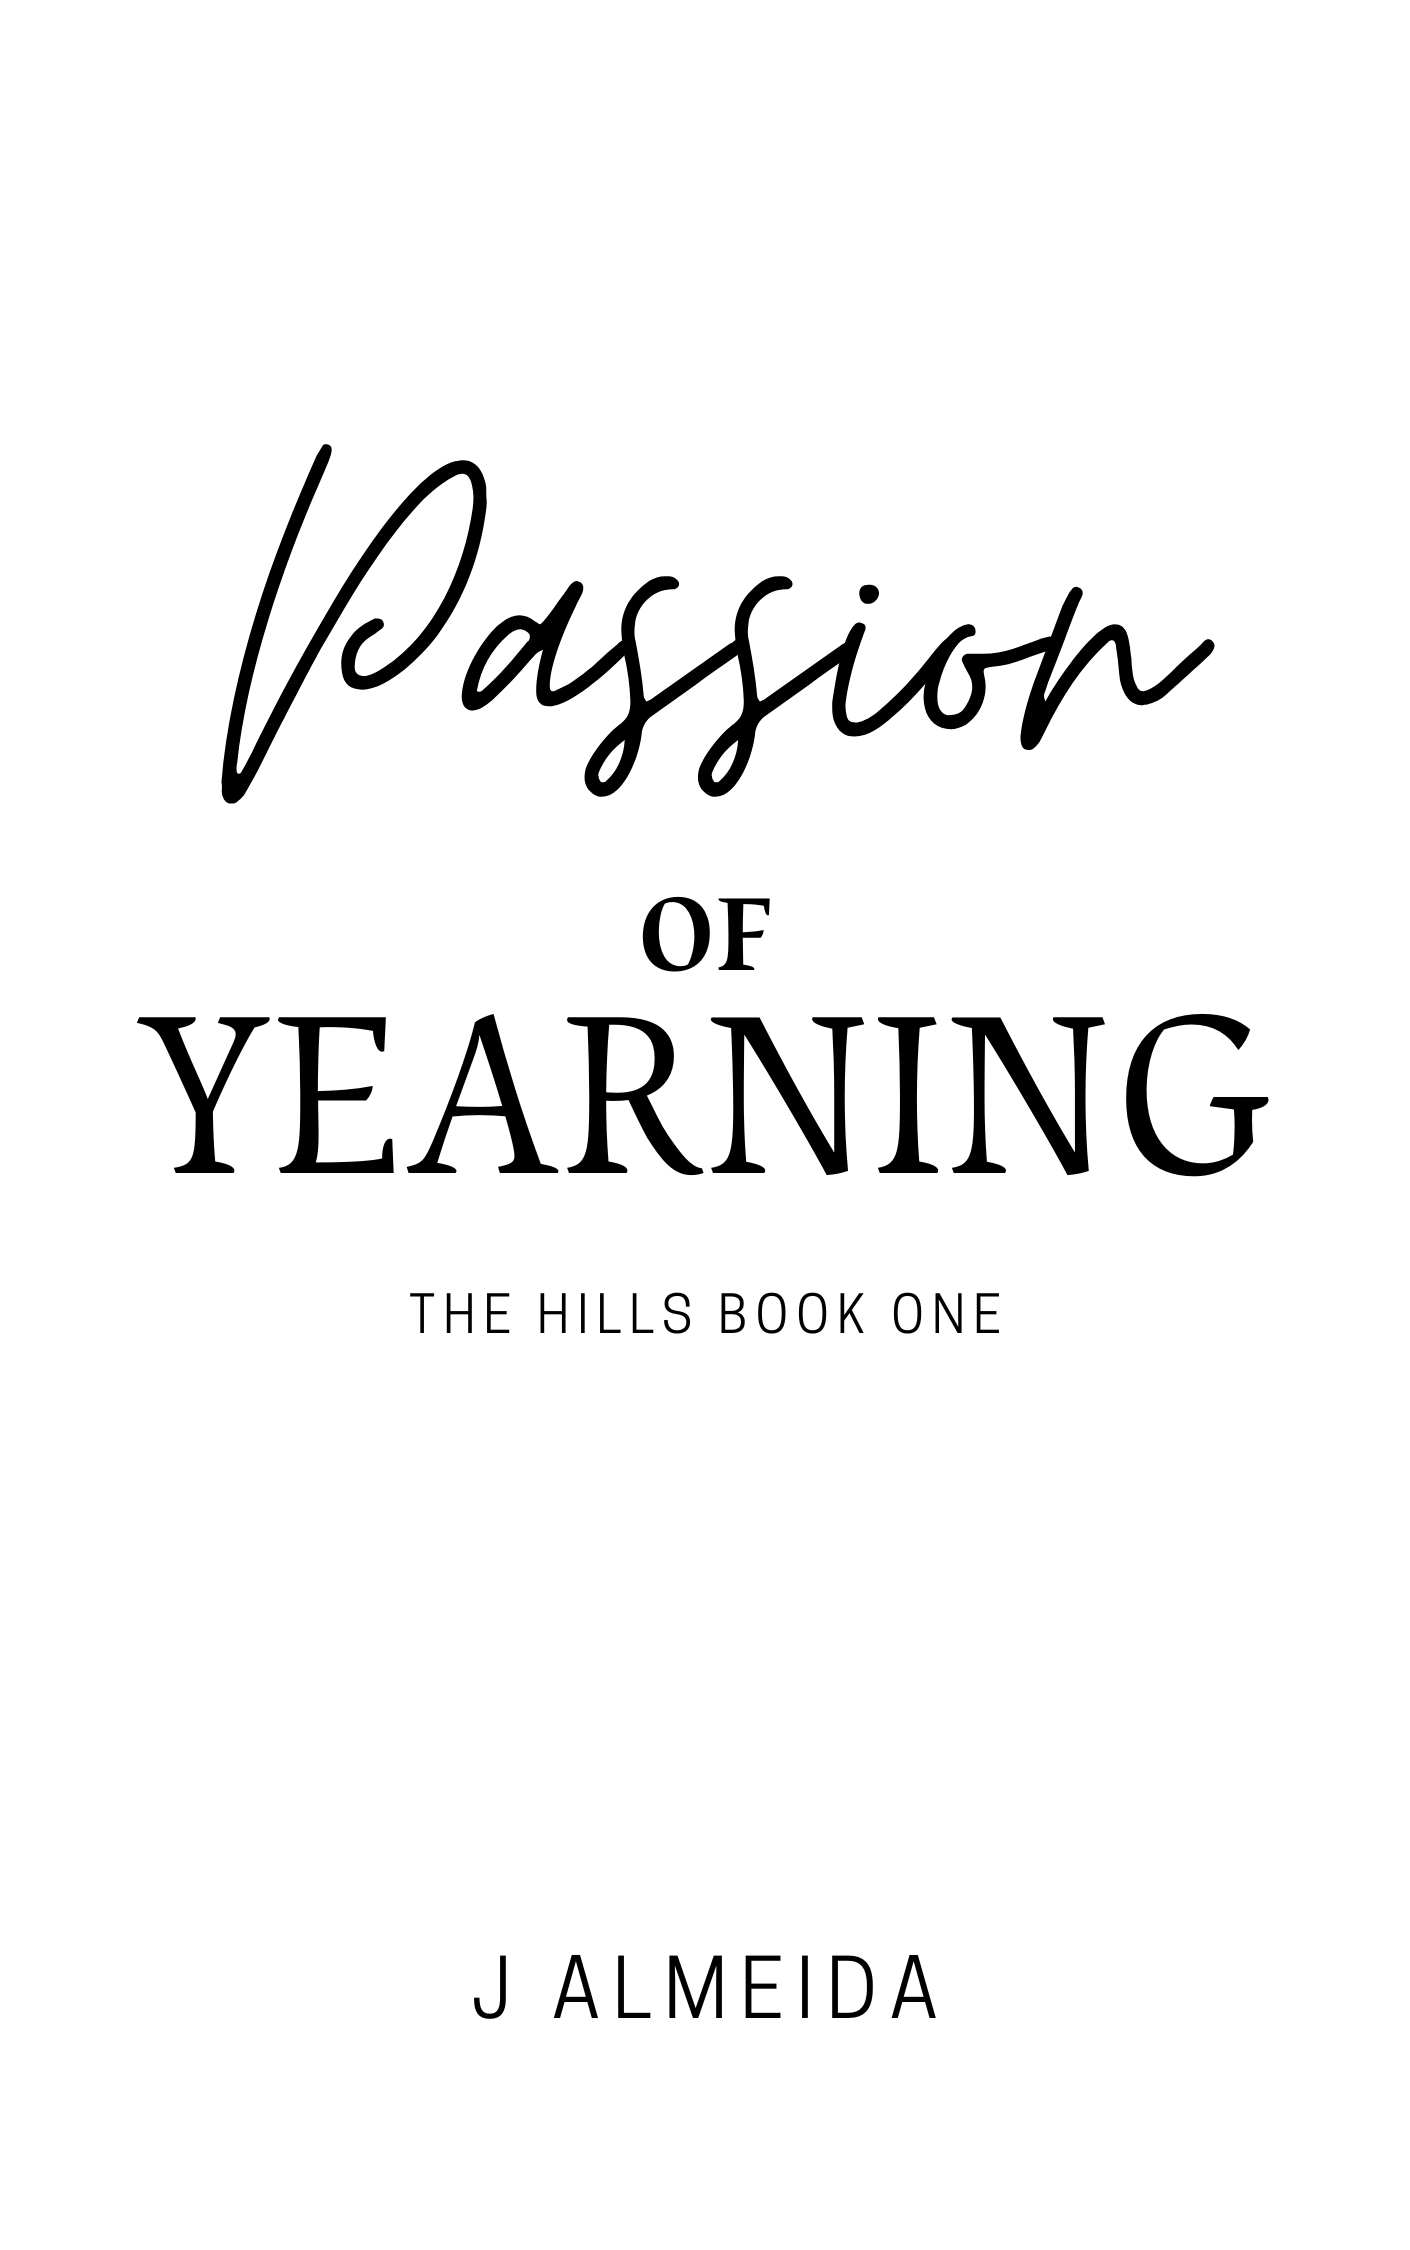 Passion
OF
YEARNING
THE HILLS BOOK ONE
J ALMEIDA